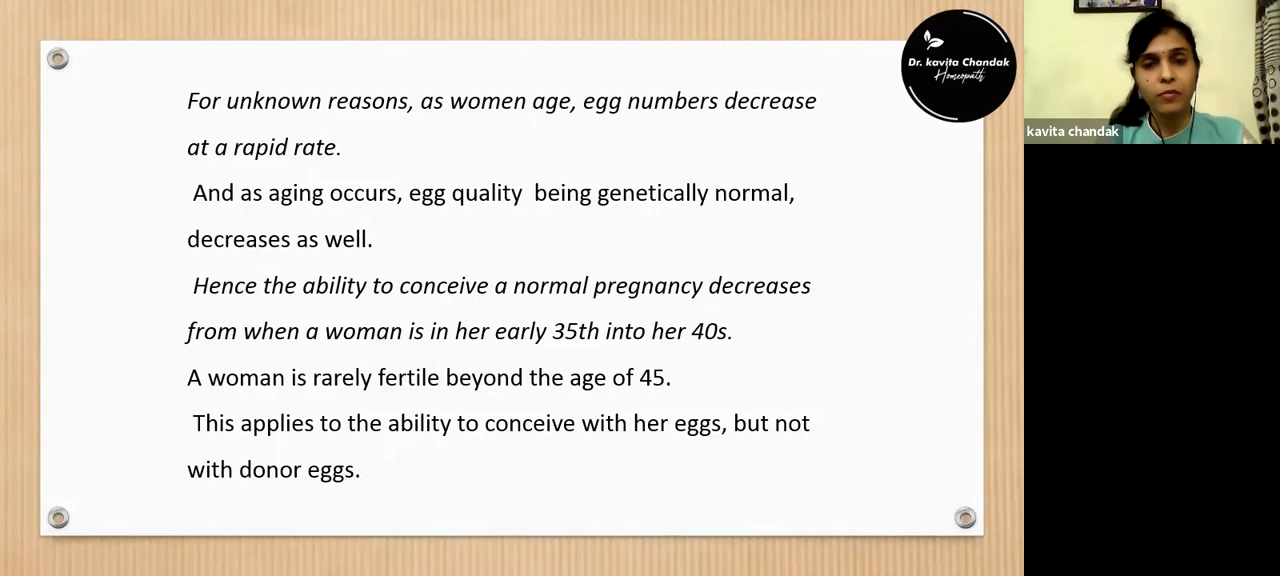 For unknown reasons, as women age, egg numbers decrease
at a rapid rate.
And as aging occurs, egg quality  being genetically normal,
decreases as well.
Hence the ability to conceive a normal pregnancy decreases
from when a woman is in her early 35th into her 40s.
A woman is rarely fertile beyond the age of 45.
This applies to the ability to conceive with her eggs, but not
with donor eggs.
Dr. kavita Chandak
Homeopath
kavita chandak